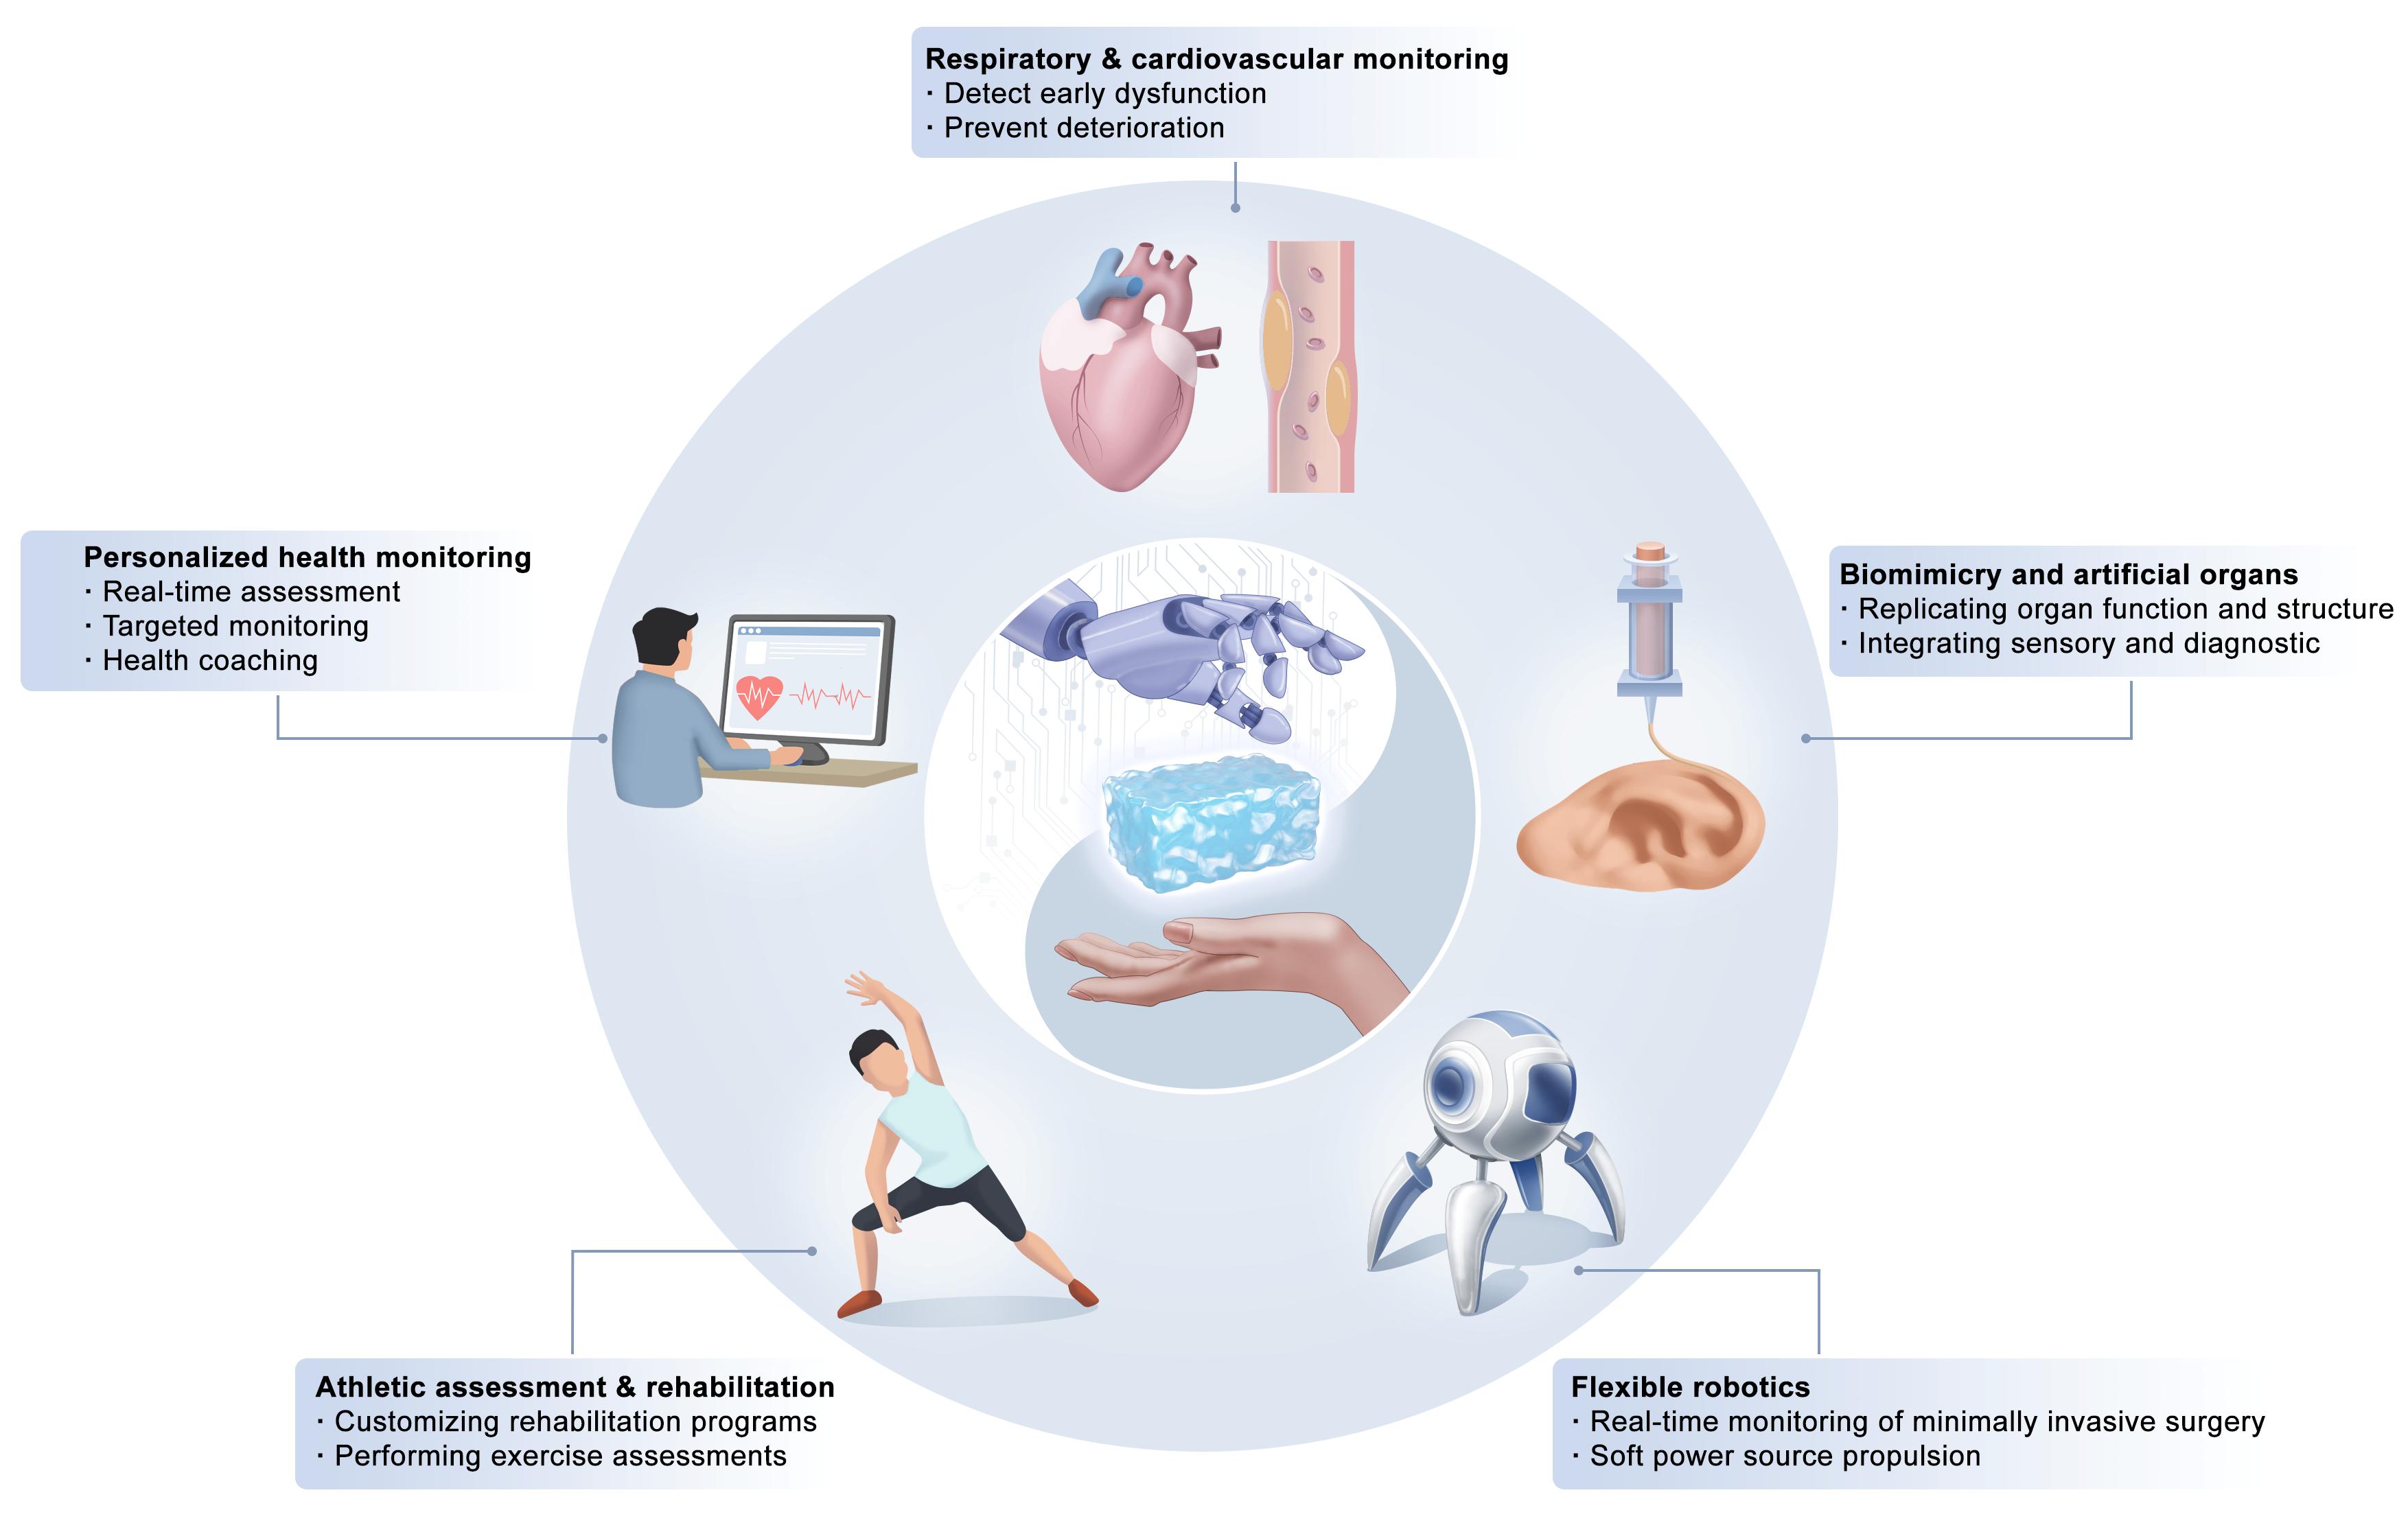 Respiratory & cardiovascular monitoring
· Detect early dysfunction
· Prevent deterioration
Personalized health monitoring
· Real-time assessment
· Targeted monitoring
· Health coaching
Biomimicry and artificial organs
· Replicating organ function and structure
· Integrating sensory and diagnostic
Athletic assessment & rehabilitation
· Customizing rehabilitation programs
· Performing exercise assessments
Flexible robotics
· Real-time monitoring of minimally invasive surgery
· Soft power source propulsion